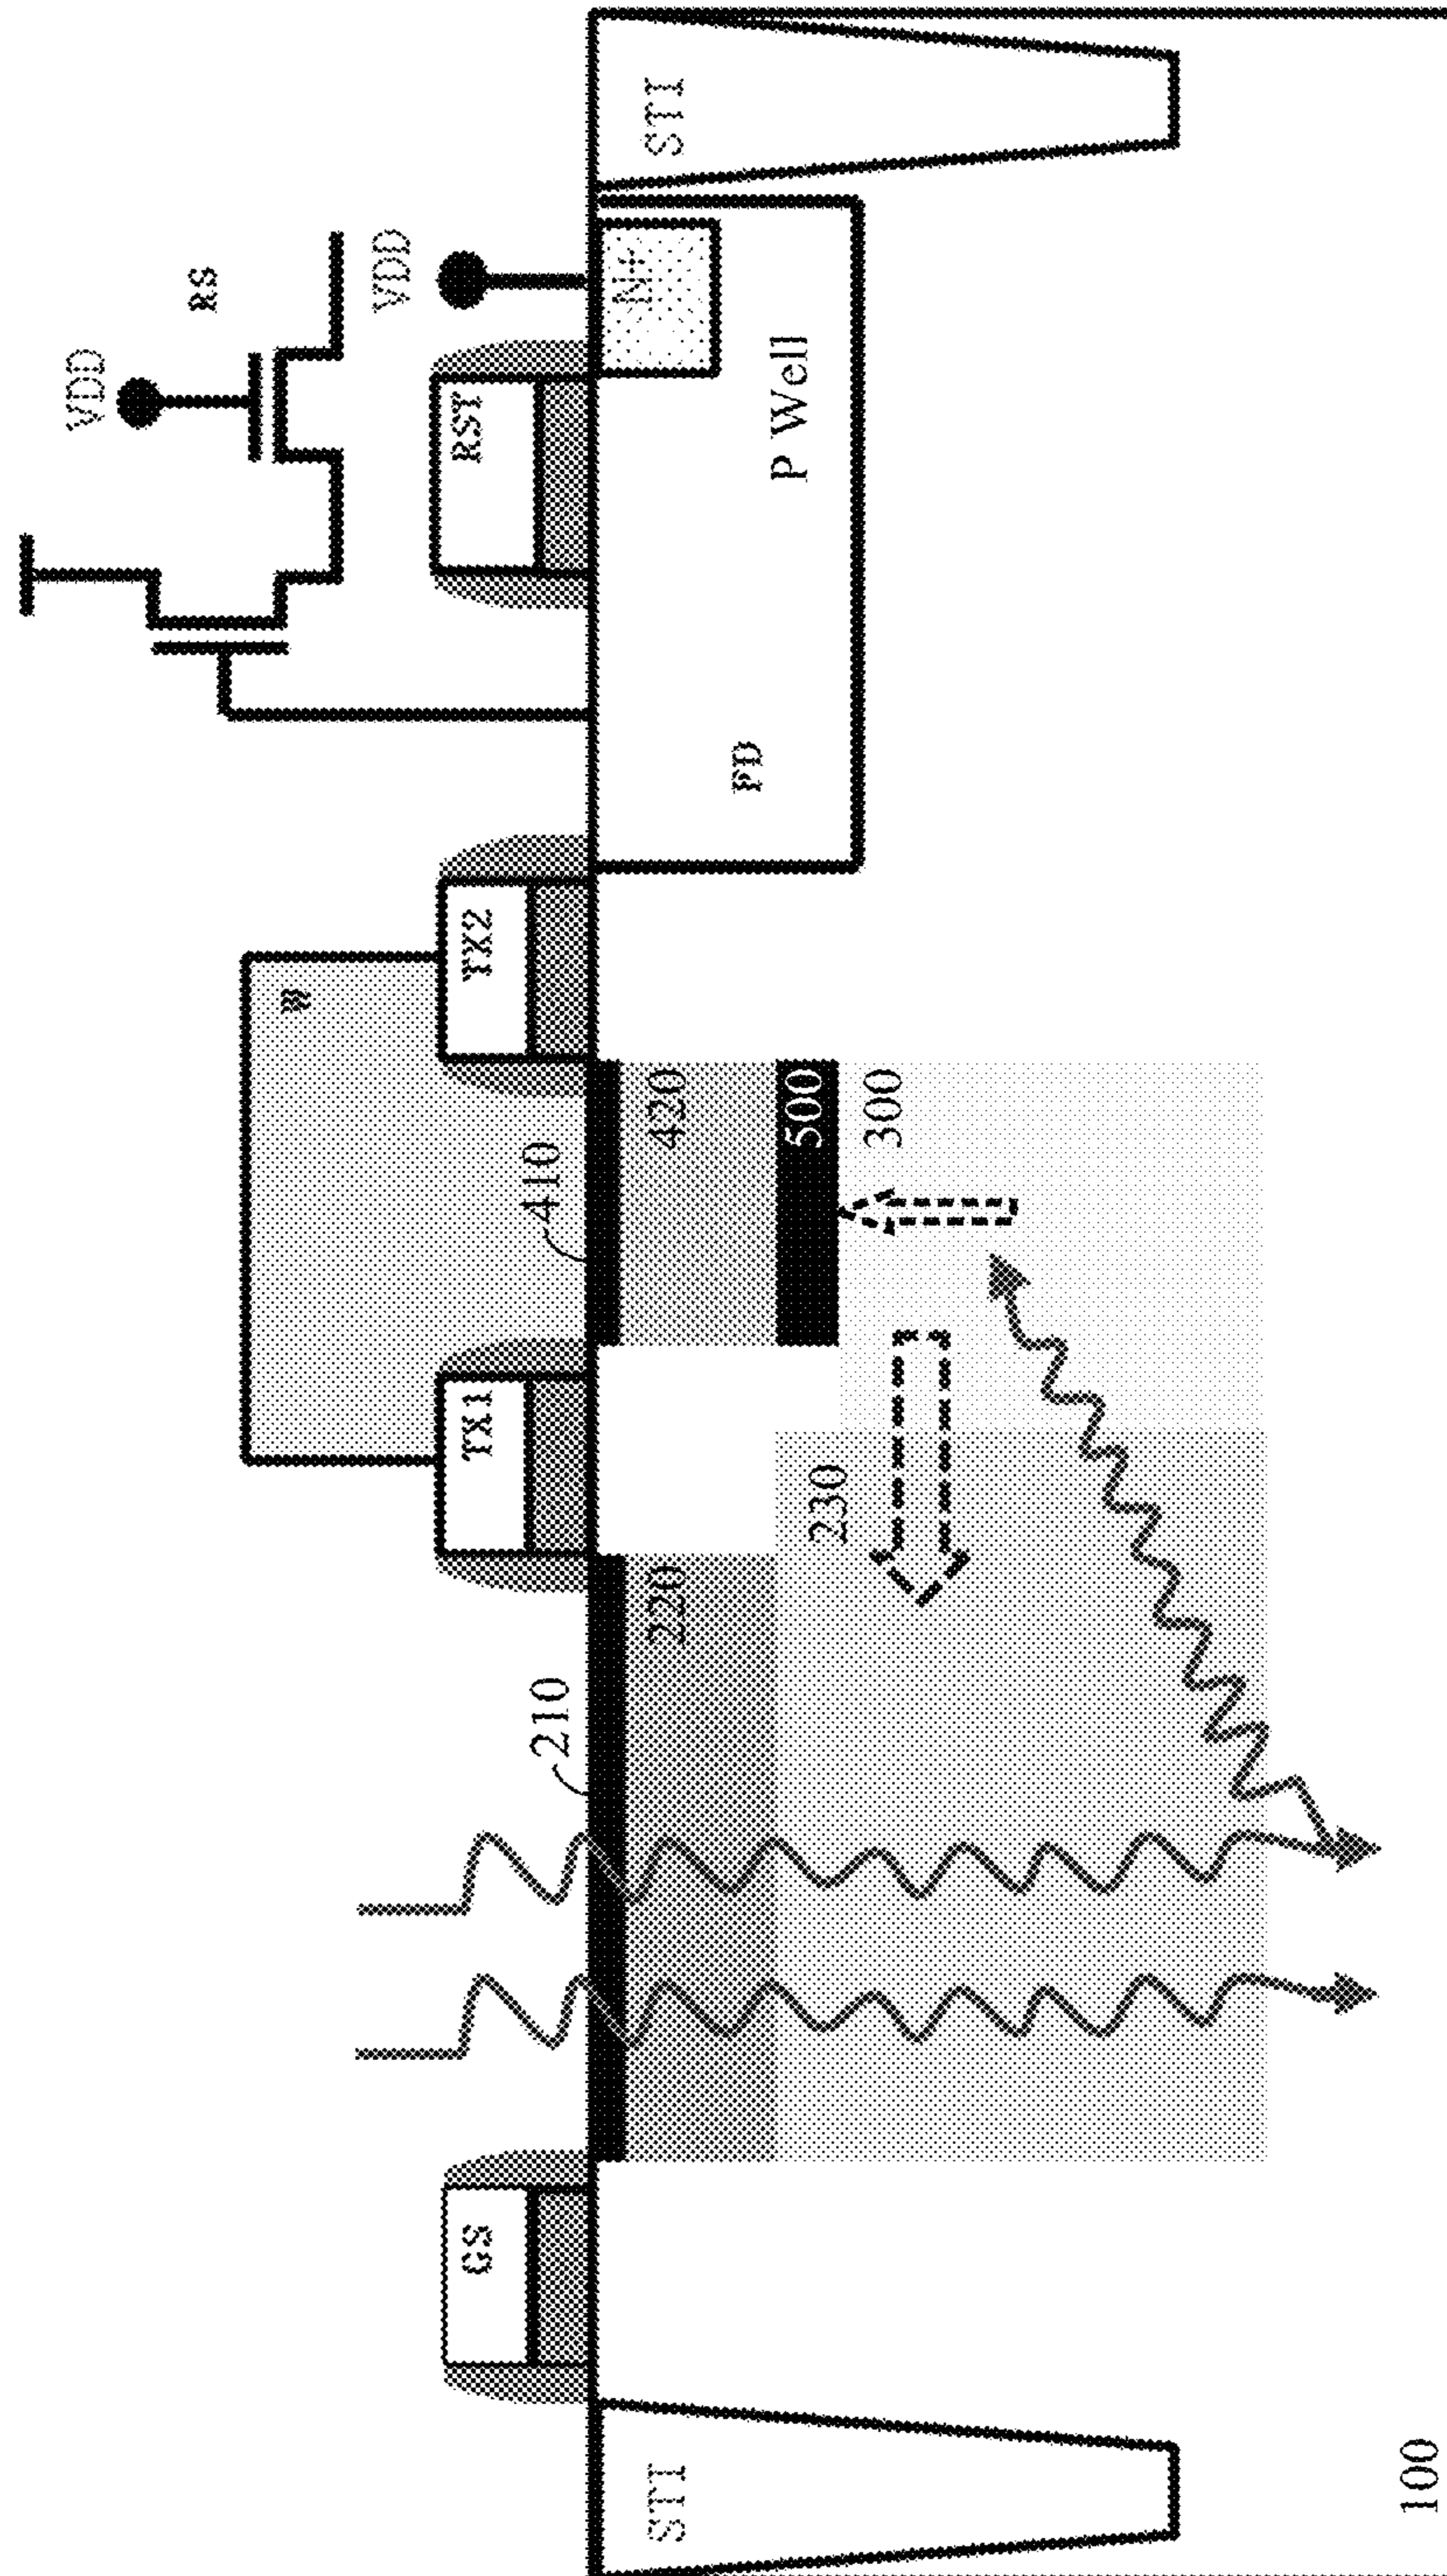 VDD
RS
VDD
W
GS
TX1
TX2
RST
210
410
STI
220
420
N+
STI
230
500
300
FD
P Well
100